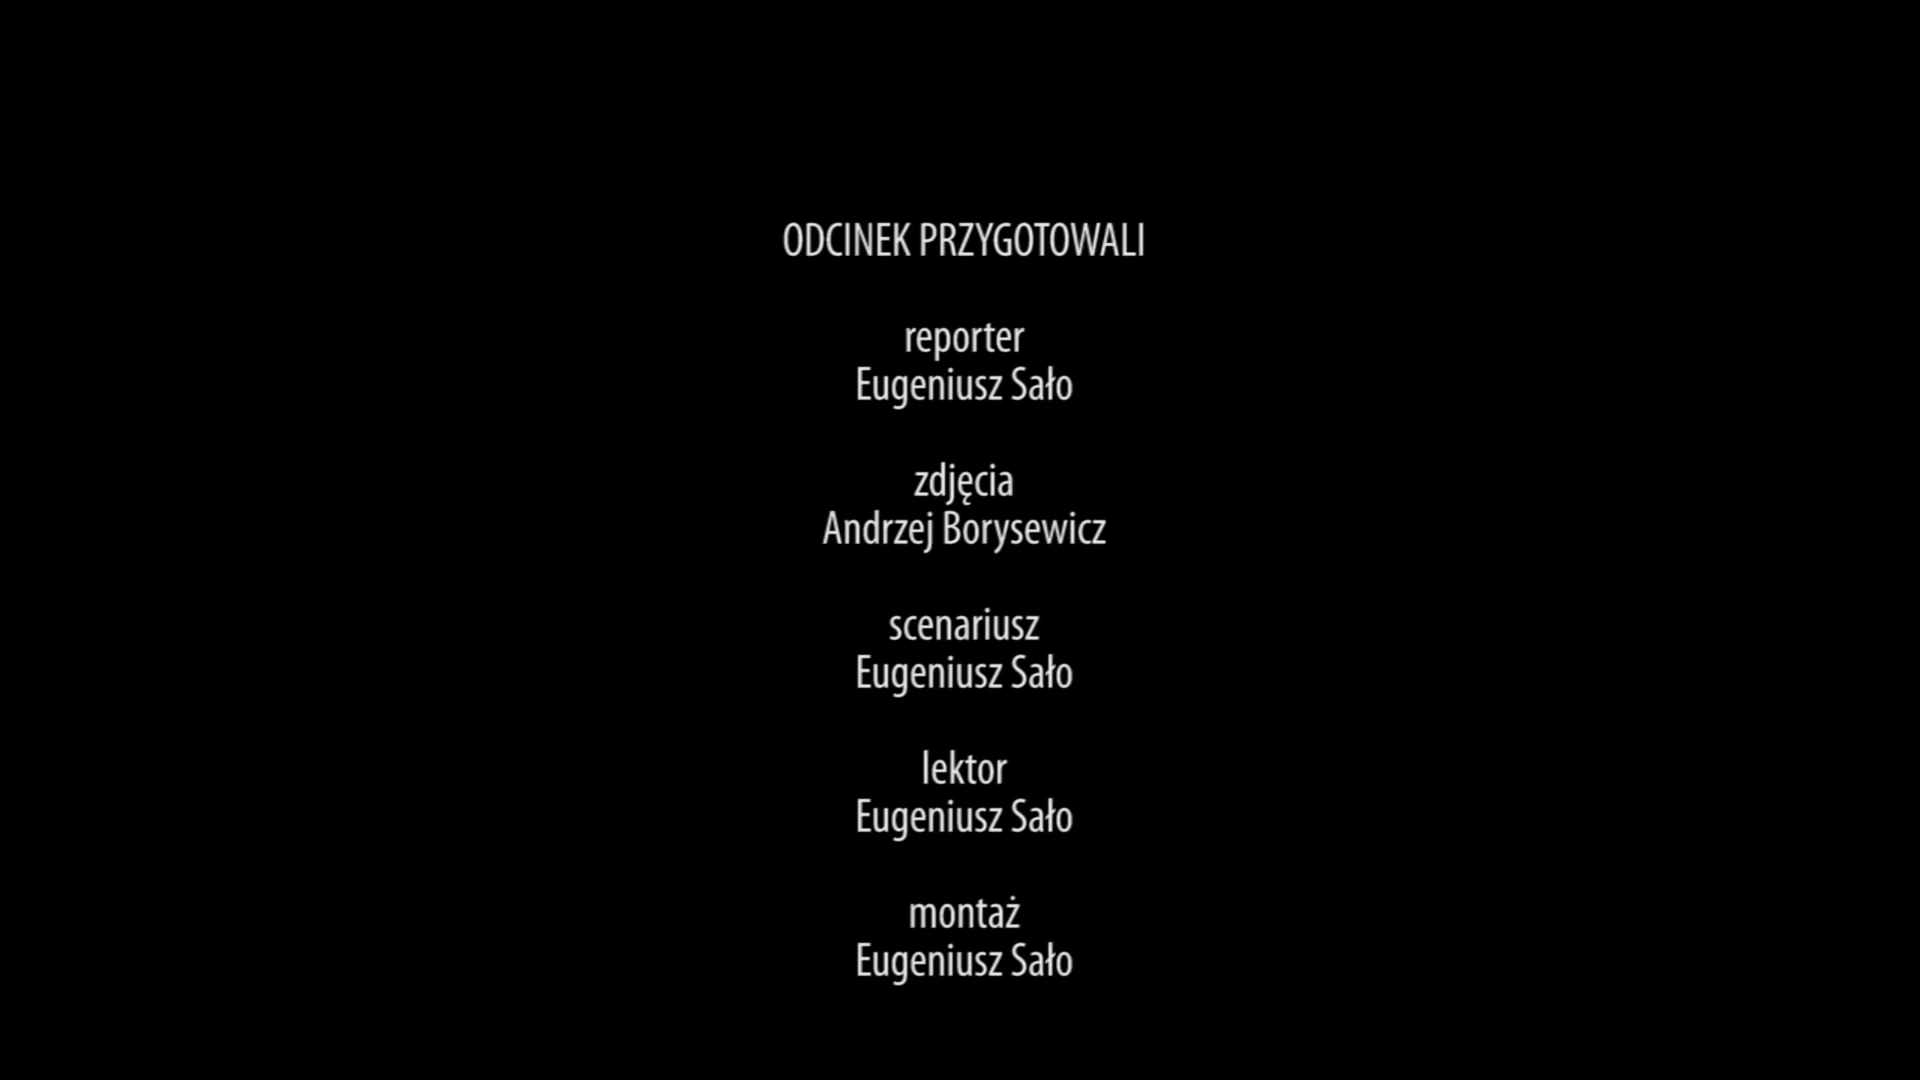 ODCINEK PRZYGOTOWALI
reporter
Eugeniusz Sało
zdjęcia
Andrzej Borysewicz
scenariusz
Eugeniusz Sało
lektor
Eugeniusz Sało
montaż
Eugeniusz Sało